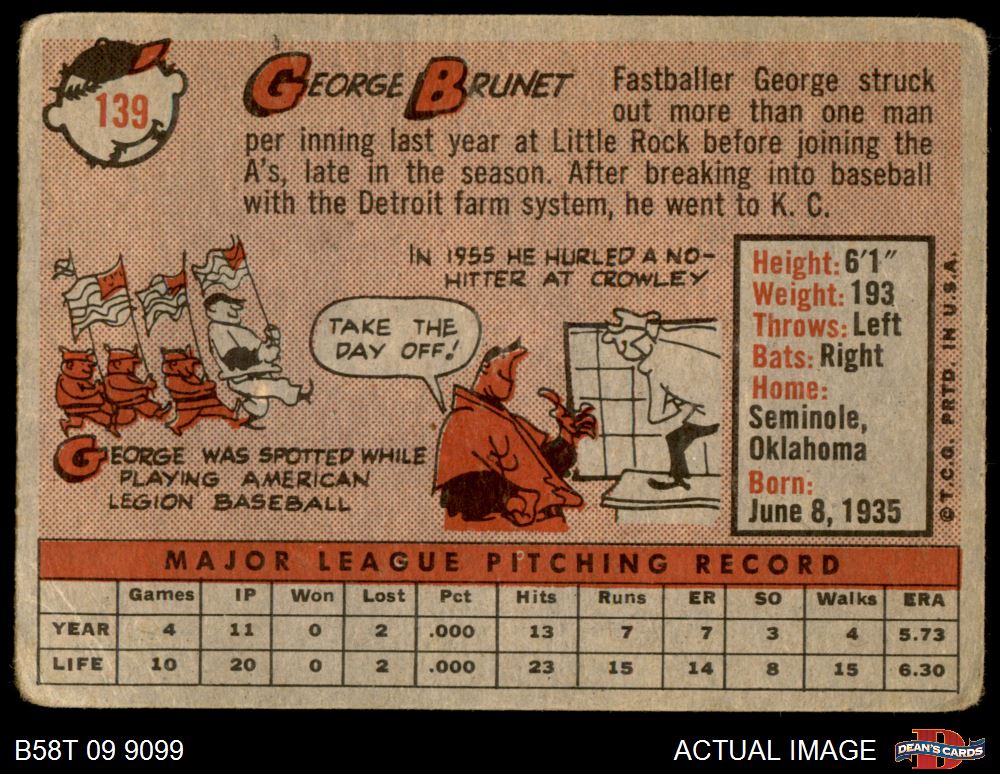 139
GEORGE BRUNET
Fastballer George struck
out more than one man
per inning last year at Little Rock before joining the
A's, late in the season. After breaking into baseball
with the Detroit farm system, he went to K. C.
IN 1955 HE HURLED A NO-
HITTER AT CROWLEY
TAKE THE
DAY OFF!
GEORGE WAS SPOTTED WHILE
PLAYING AMERICAN
LEGION BASEBALL
Height: 6'1"
Weight: 193
Throws: Left
Bats: Right
Home:
Seminole,
Oklahoma
Born:
June 8, 1935
© T.C.G. PRTD. IN U.S.A.
MAJOR LEAGUE PITCHING RECORD
Games IP Won Lost Pct Hits Runs ER SO Walks ERA
YEAR 4 11 0 2 .000 13 7 7 3 4 5.73
LIFE 10 20 0 2 .000 23 15 14 8 15 6.30
B58T 09 9099
ACTUAL IMAGE
D
DEAN'S CARDS